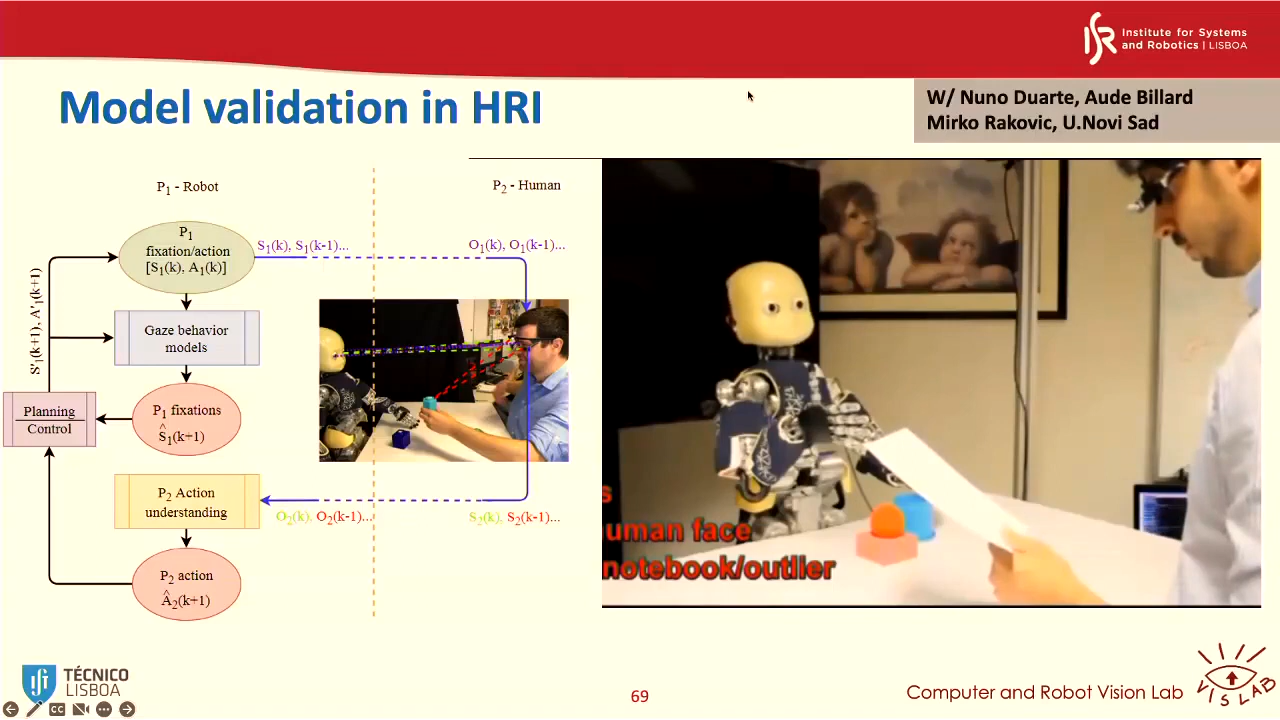 Institute for Systems
and Robotics | LISBOA
Model validation in HRI
W/ Nuno Duarte, Aude Billard
Mirko Rakovic, U.Novi Sad
P1 - Robot
P2 - Human
P1
fixation/action
[S1(k), A1(k)]
S1(k), S1(k-1)...
O1(k), O1(k-1)...
S'1(k+1), A'1(k+1)
Gaze behavior
models
Planning
Control
P1 fixations
Ŝ1(k+1)
P2 Action
understanding
O2(k), O2(k-1)...
S2(k), S2(k-1)...
P2 action
Â2(k+1)
s
uman face
notebook/outlier
TÉCNICO
LISBOA
CC
69
Computer and Robot Vision Lab
VISLAB